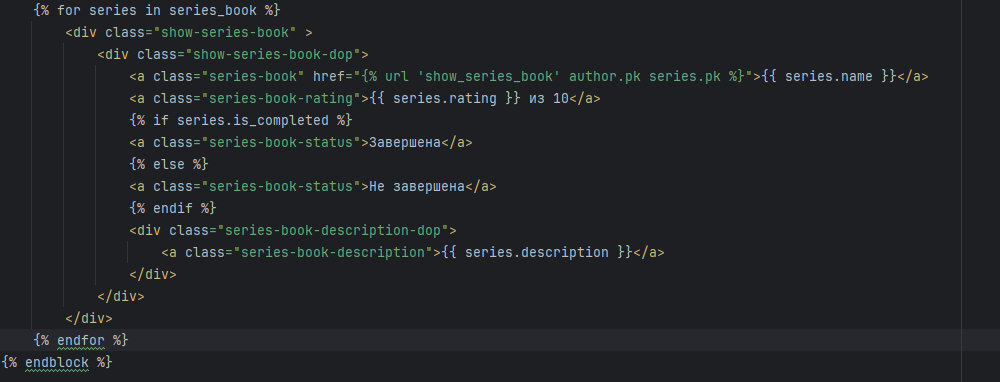 {% for series in series_book %}
<div class="show-series-book" >
<div class="show-series-book-dop">
<a class="series-book" href="{% url 'show_series_book' author.pk series.pk %}">{{ series.name }}</a>
<a class="series-book-rating">{{ series.rating }} из 10</a>
{% if series.is_completed %}
<a class="series-book-status">Завершена</a>
{% else %}
<a class="series-book-status">Не завершена</a>
{% endif %}
<div class="series-book-description-dop">
<a class="series-book-description">{{ series.description }}</a>
</div>
</div>
</div>
{% endfor %}
{% endblock %}